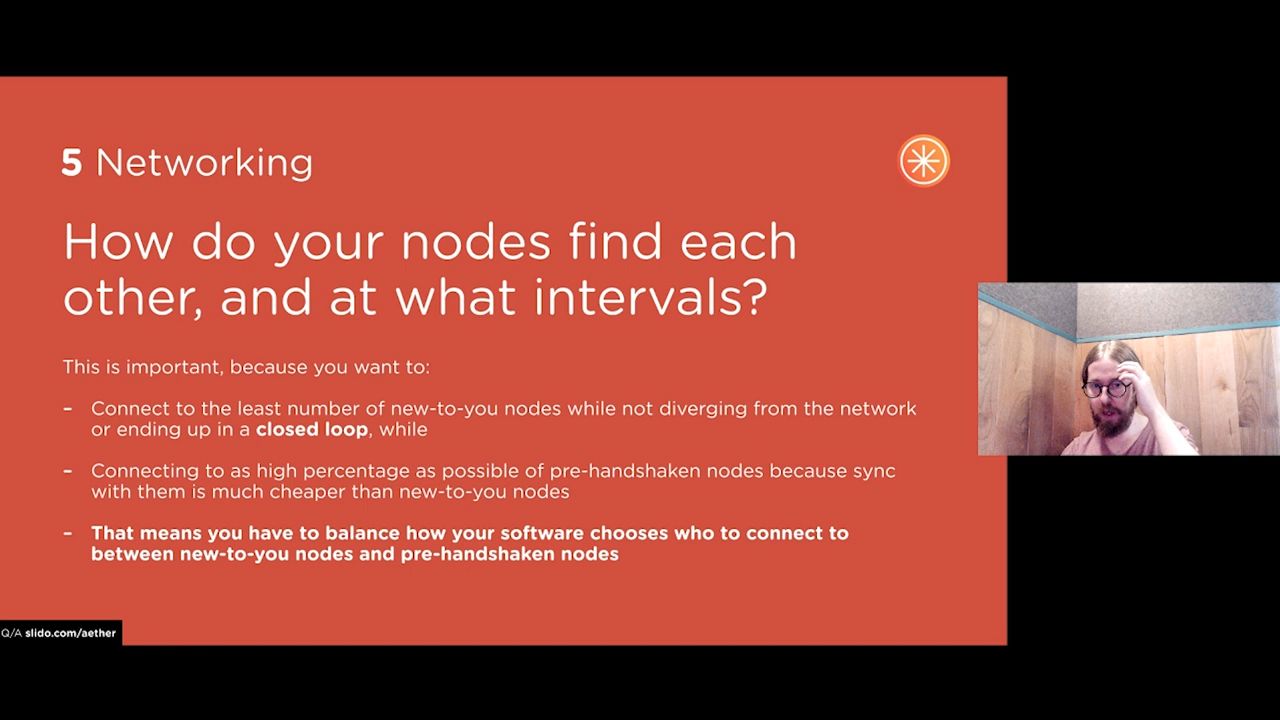 5 Networking
How do your nodes find each
other, and at what intervals?
This is important, because you want to:
– Connect to the least number of new-to-you nodes while not diverging from the network
or ending up in a closed loop, while
– Connecting to as high percentage as possible of pre-handshaken nodes because sync
with them is much cheaper than new-to-you nodes
– That means you have to balance how your software chooses who to connect to
between new-to-you nodes and pre-handshaken nodes
Q/A slido.com/aether